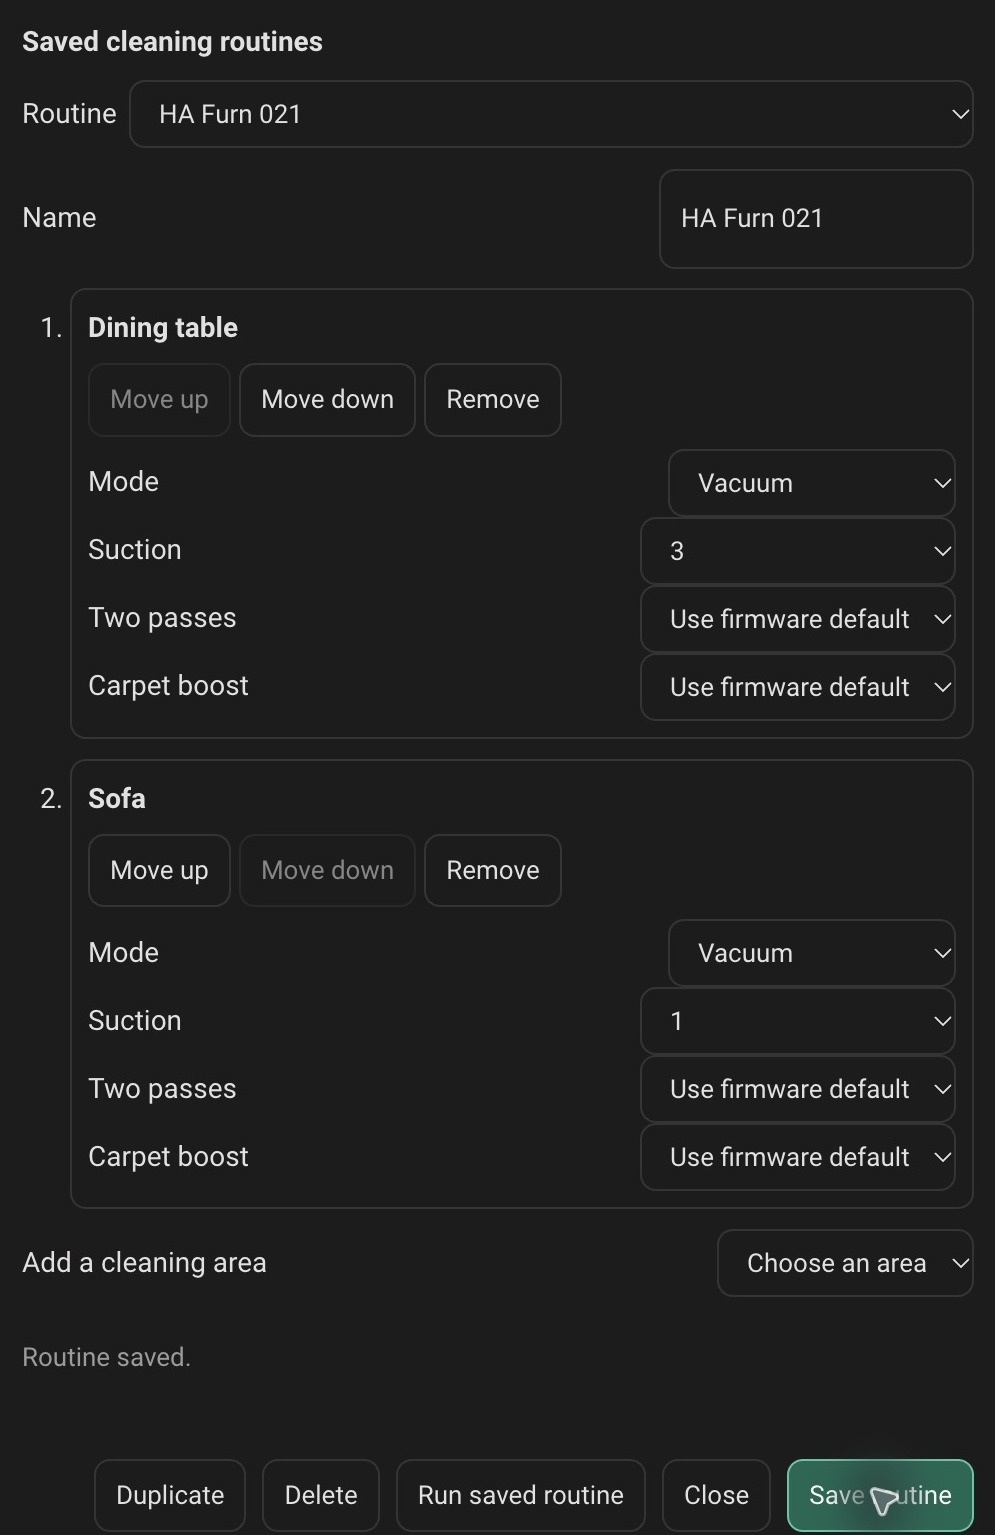 Saved cleaning routines
Routine HA Furn 021
Name HA Furn 021
1. Dining table
Move up Move down Remove
Mode Vacuum
Suction 3
Two passes Use firmware default
Carpet boost Use firmware default
2. Sofa
Move up Move down Remove
Mode Vacuum
Suction 1
Two passes Use firmware default
Carpet boost Use firmware default
Add a cleaning area Choose an area
Routine saved.
Duplicate Delete Run saved routine Close Save routine